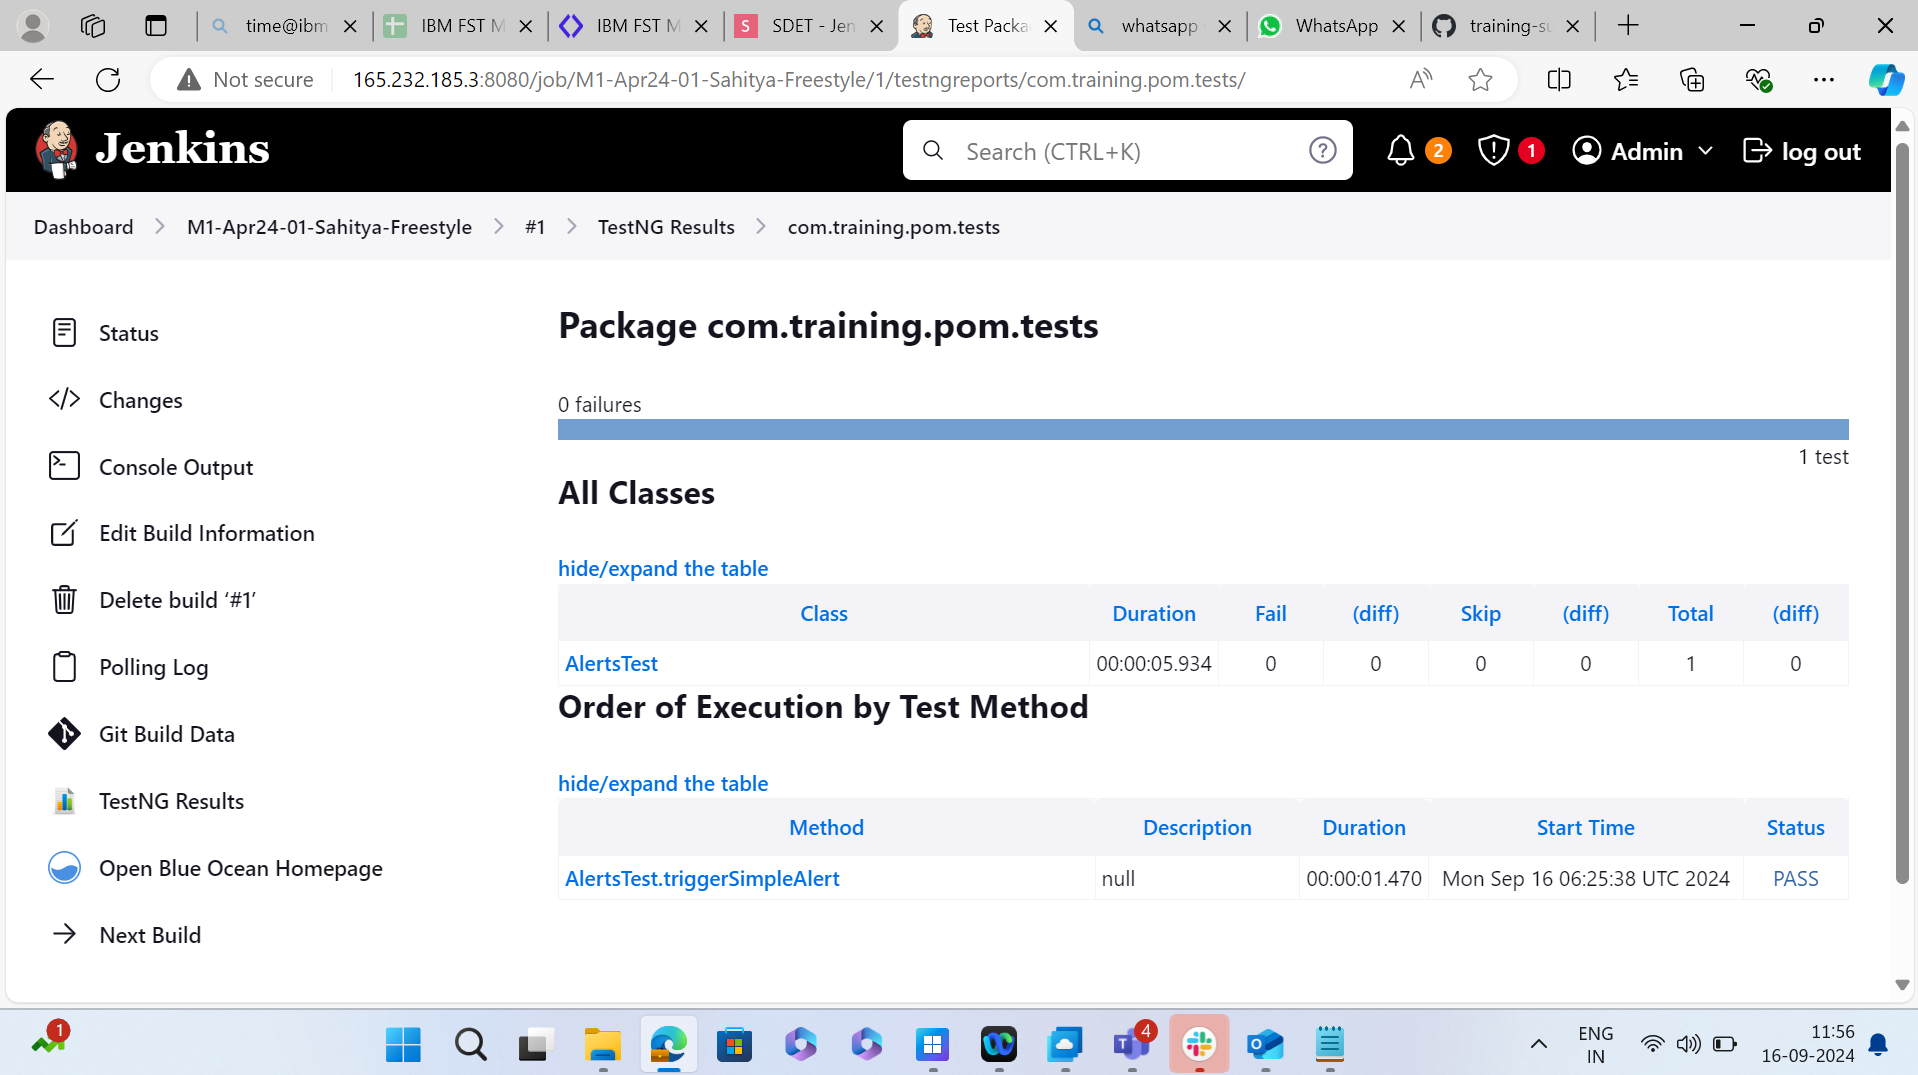 time@ibm
IBM FST M
IBM FST M
S
SDET - Jen
Test Packa
whatsapp
WhatsApp
training-su
Not secure
165.232.185.3:8080/job/M1-Apr24-01-Sahitya-Freestyle/1/testngreports/com.training.pom.tests/
Jenkins
Search (CTRL+K)
2
1
Admin
log out
Dashboard
M1-Apr24-01-Sahitya-Freestyle
#1
TestNG Results
com.training.pom.tests
Status
Changes
Console Output
Edit Build Information
Delete build ‘#1’
Polling Log
Git Build Data
TestNG Results
Open Blue Ocean Homepage
Next Build
Package com.training.pom.tests
0 failures
1 test
All Classes
hide/expand the table
Class Duration Fail (diff) Skip (diff) Total (diff)
AlertsTest 00:00:05.934 0 0 0 0 1 0
Order of Execution by Test Method
hide/expand the table
Method Description Duration Start Time Status
AlertsTest.triggerSimpleAlert null 00:00:01.470 Mon Sep 16 06:25:38 UTC 2024 PASS
1
4
ENG
IN
11:56
16-09-2024